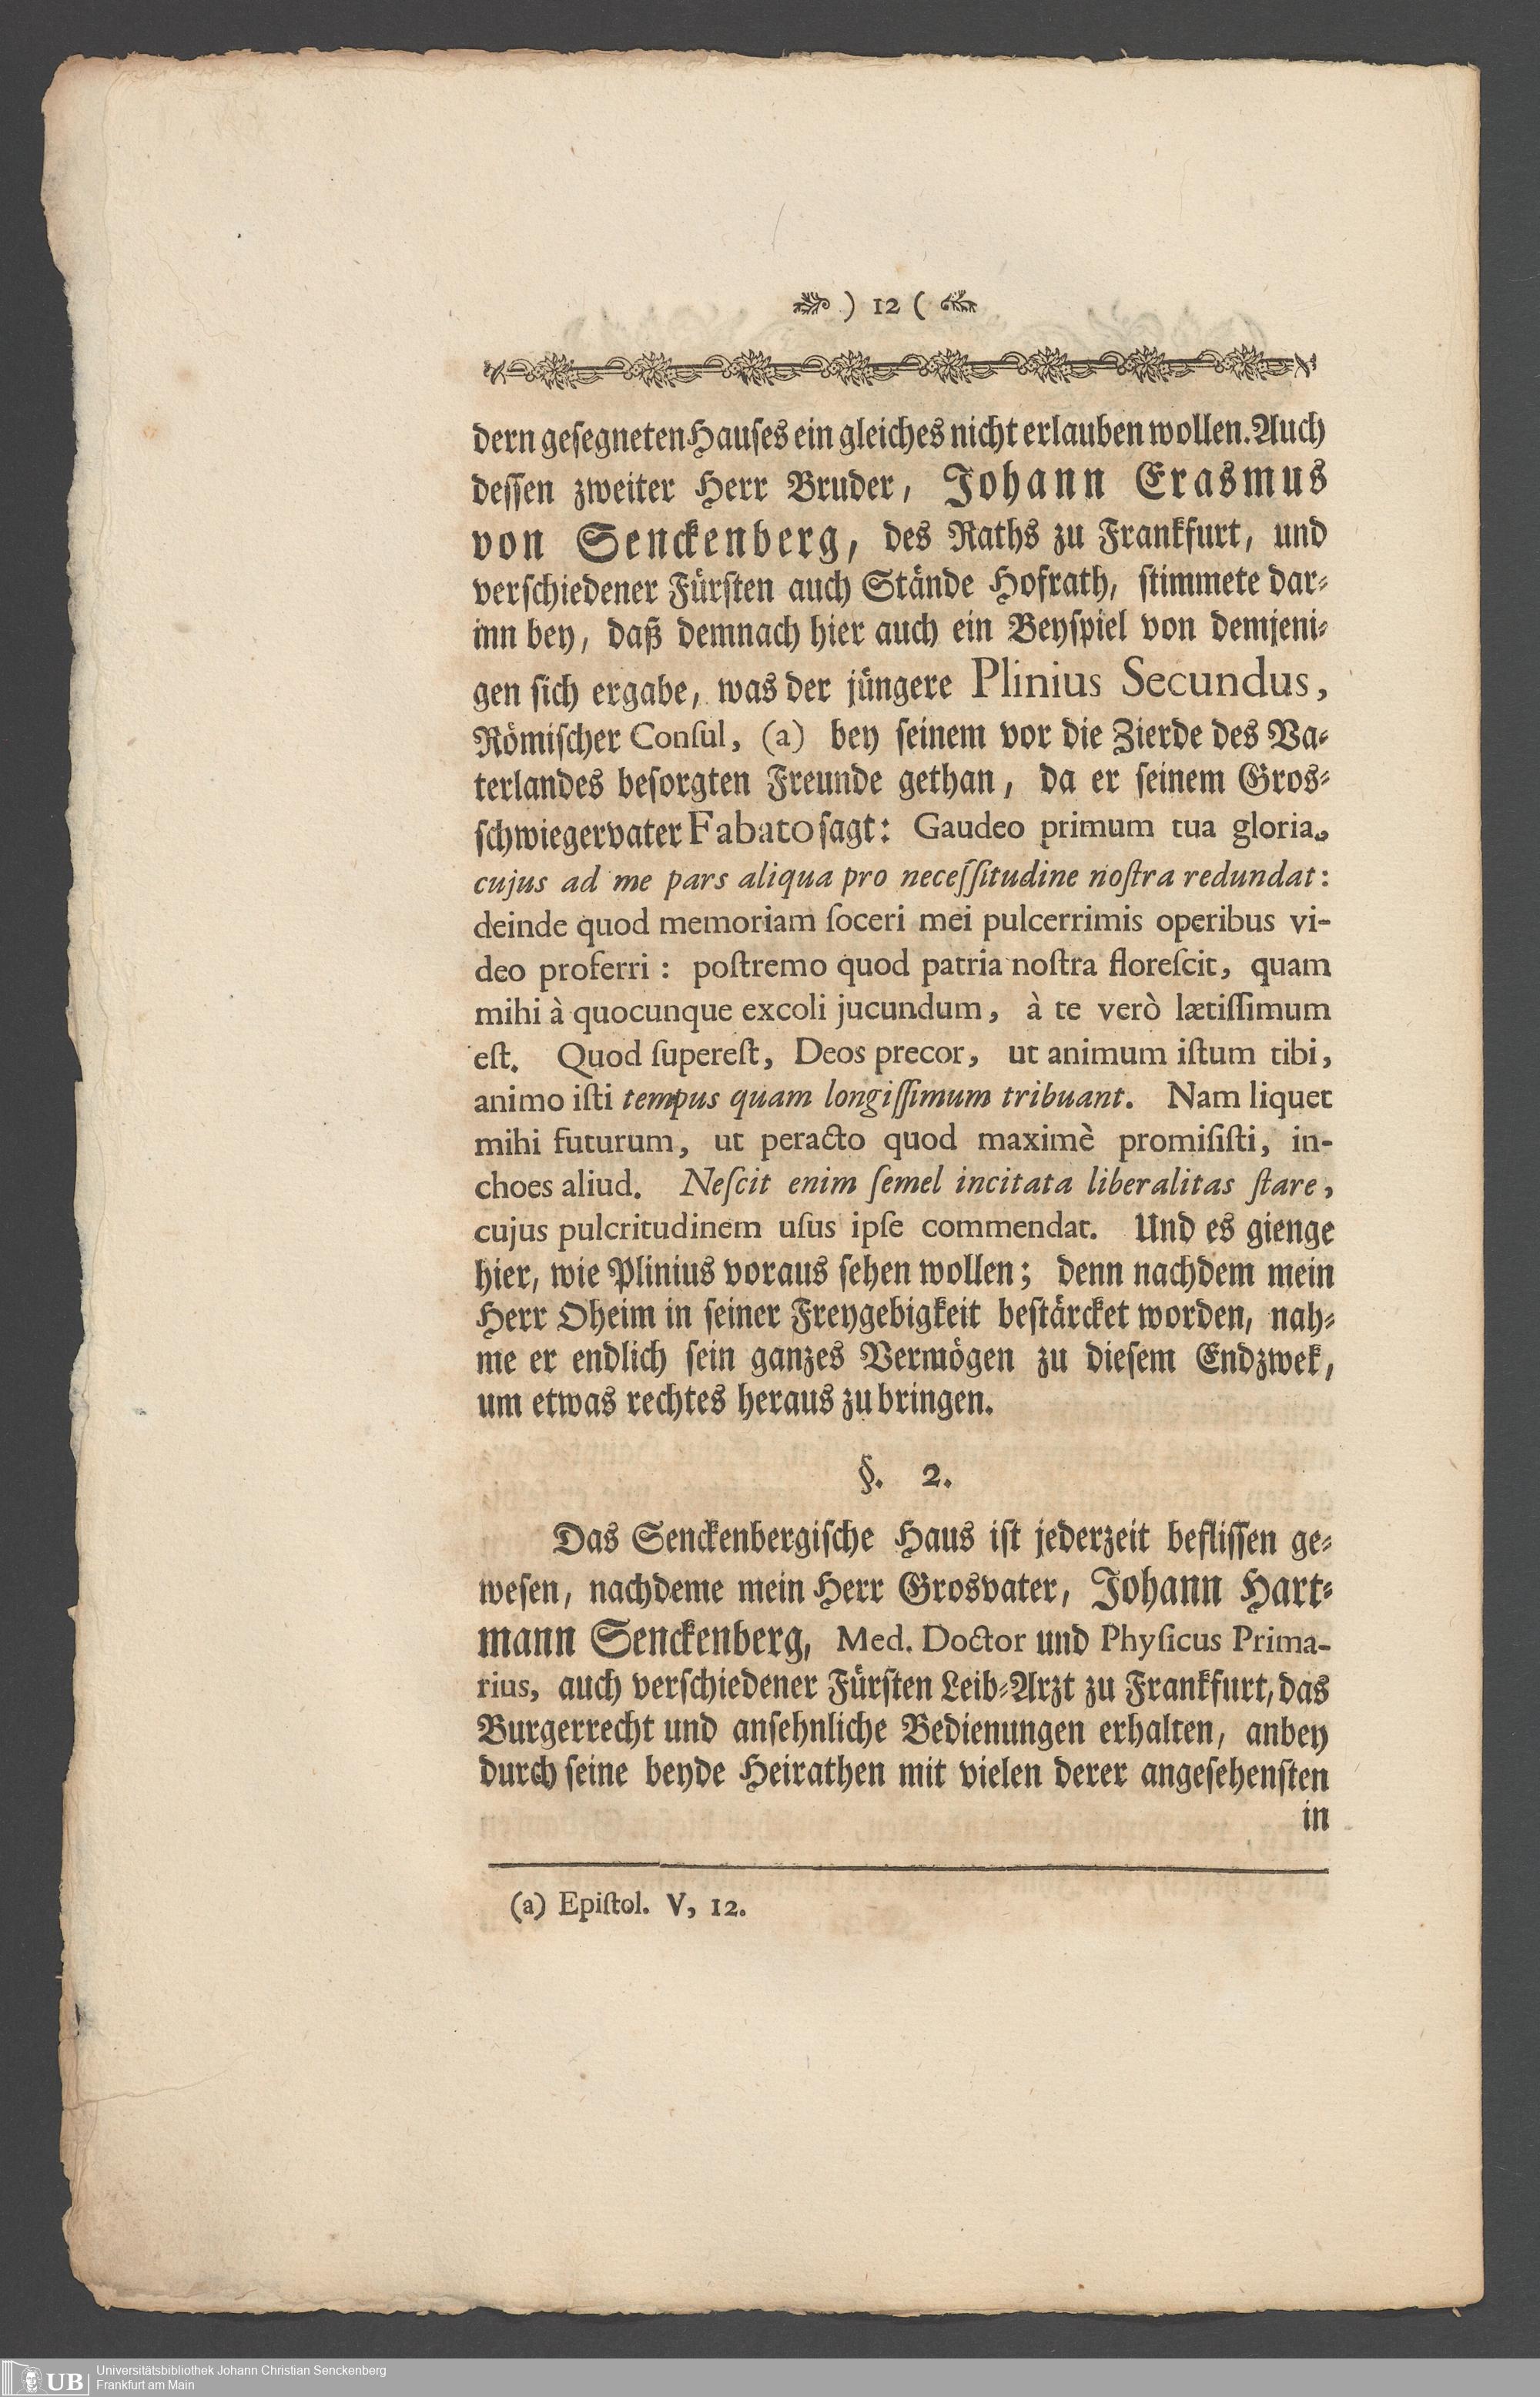 ) 12 (
dern gesegneten Hauses ein gleiches nicht erlauben wollen. Auch
dessen zweiter Herr Bruder, Johann Erasmus
von Senckenberg, des Raths zu Frankfurt, und
verschiedener Fürsten auch Stände Hofrath, stimmete dar-
inn bey, daß demnach hier auch ein Beyspiel von demjeni-
gen sich ergabe, was der jüngere Plinius Secundus,
Römischer Conſul, (a) bey seinem vor die Zierde des Va-
terlandes besorgten Freunde gethan, da er seinem Gros-
schwiegervater Fabato sagt: Gaudeo primum tua gloria.
cujus ad me pars aliqua pro neceſſitudine noſtra redundat:
deinde quod memoriam ſoceri mei pulcerrimis operibus vi-
deo proferri: poſtremo quod patria noſtra floreſcit, quam
mihi à quocunque excoli jucundum, à te verò lætiſſimum
eſt. Quod ſupereſt, Deos precor, ut animum iſtum tibi,
animo iſti tempus quam longiſſimum tribuant. Nam liquet
mihi futurum, ut peracto quod maximè promiſiſti, in-
choes aliud. Neſcit enim ſemel incitata liberalitas ſtare,
cujus pulcritudinem uſus ipſe commendat. Und es gienge
hier, wie Plinius voraus sehen wollen; denn nachdem mein
Herr Oheim in seiner Freygebigkeit bestärcket worden, nah-
me er endlich sein ganzes Vermögen zu diesem Endzwek,
um etwas rechtes heraus zu bringen.
§. 2.
Das Senckenbergische Haus ist jederzeit beflissen ge-
wesen, nachdeme mein Herr Grosvater, Johann Hart-
mann Senckenberg, Med. Doctor und Phyſicus Prima-
rius, auch verschiedener Fürsten Leib-Arzt zu Frankfurt, das
Burgerrecht und ansehnliche Bedienungen erhalten, anbey
durch seine beyde Heirathen mit vielen derer angesehensten
in
(a) Epiſtol. V, 12.
UB
Universitätsbibliothek Johann Christian Senckenberg
Frankfurt am Main